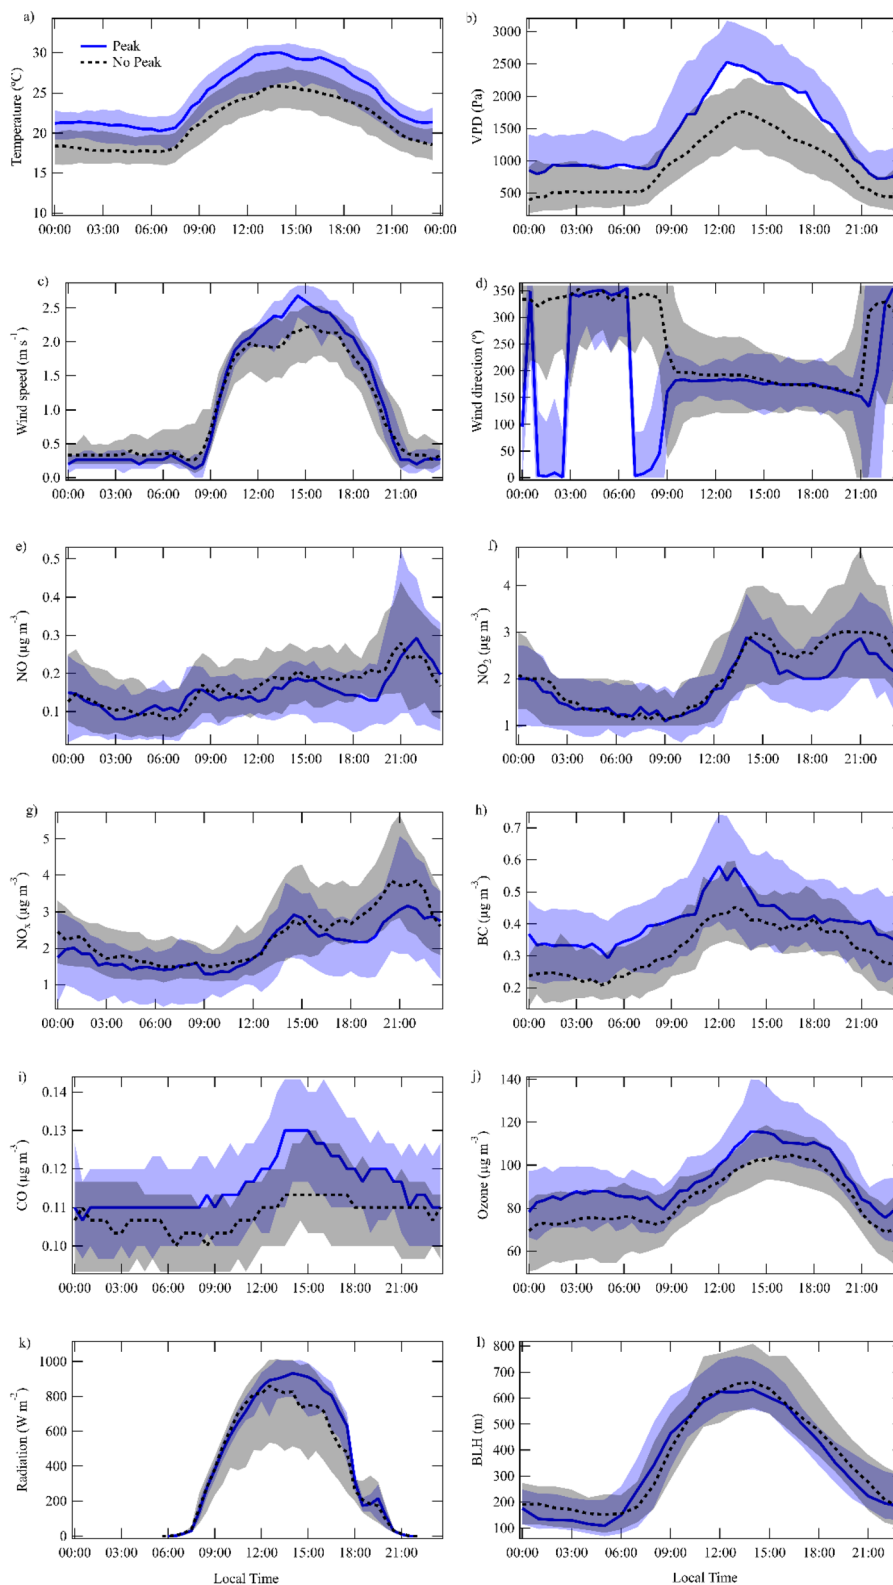 a)
Peak
No Peak
Temperature (°C)
30
25
20
15
10
00:00 03:00 06:00 09:00 12:00 15:00 18:00 21:00 00:00
b)
VPD (Pa)
3000
2500
2000
1500
1000
500
00:00 03:00 06:00 09:00 12:00 15:00 18:00 21:00
c)
Wind speed (m s⁻¹)
2.5
2.0
1.5
1.0
0.5
0.0
00:00 03:00 06:00 09:00 12:00 15:00 18:00 21:00
d)
Wind direction (°)
350
300
250
200
150
100
50
0
00:00 03:00 06:00 09:00 12:00 15:00 18:00 21:00
e)
NO (µg m⁻³)
0.5
0.4
0.3
0.2
0.1
00:00 03:00 06:00 09:00 12:00 15:00 18:00 21:00
f)
NO₂ (µg m⁻³)
4
3
2
1
00:00 03:00 06:00 09:00 12:00 15:00 18:00 21:00
g)
NOₓ (µg m⁻³)
5
4
3
2
1
00:00 03:00 06:00 09:00 12:00 15:00 18:00 21:00
h)
BC (µg m⁻³)
0.7
0.6
0.5
0.4
0.3
0.2
00:00 03:00 06:00 09:00 12:00 15:00 18:00 21:00
i)
CO (µg m⁻³)
0.14
0.13
0.12
0.11
0.10
00:00 03:00 06:00 09:00 12:00 15:00 18:00 21:00
j)
Ozone (µg m⁻³)
140
120
100
80
60
00:00 03:00 06:00 09:00 12:00 15:00 18:00 21:00
k)
Radiation (W m⁻²)
1000
800
600
400
200
0
00:00 03:00 06:00 09:00 12:00 15:00 18:00 21:00
Local Time
l)
BLH (m)
800
700
600
500
400
300
200
100
00:00 03:00 06:00 09:00 12:00 15:00 18:00 21:00
Local Time